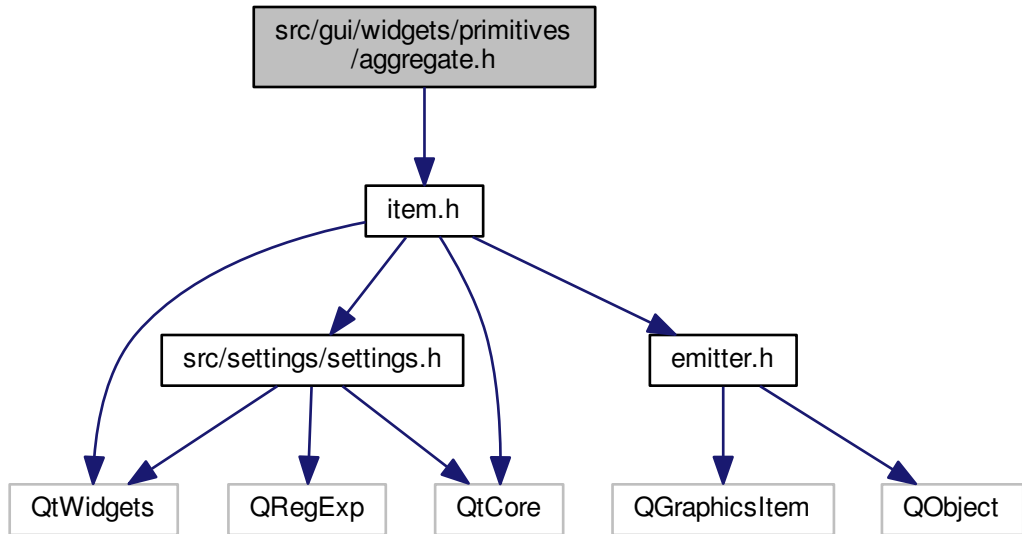 src/gui/widgets/primitives
/aggregate.h
item.h
src/settings/settings.h
emitter.h
QtWidgets
QRegExp
QtCore
QGraphicsItem
QObject